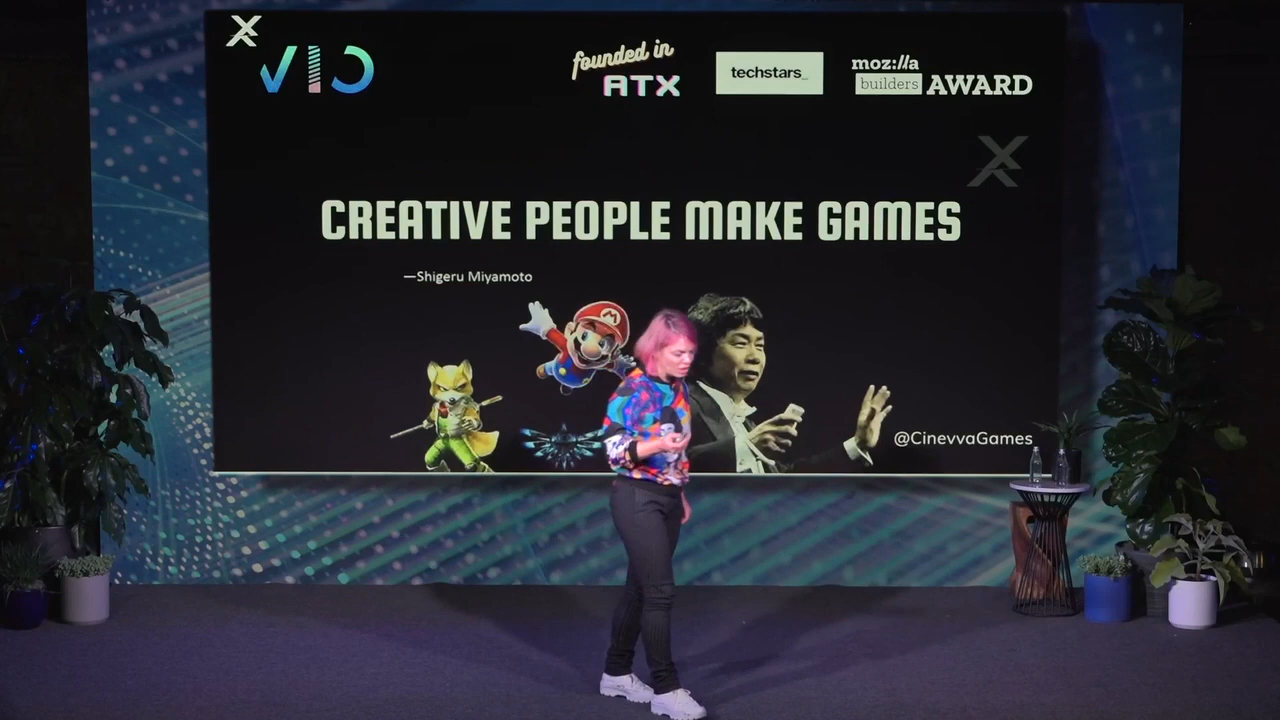 VIO
founded in
ATX
techstars_
moz://a
builders AWARD
CREATIVE PEOPLE MAKE GAMES
—Shigeru Miyamoto
@CinevvaGames